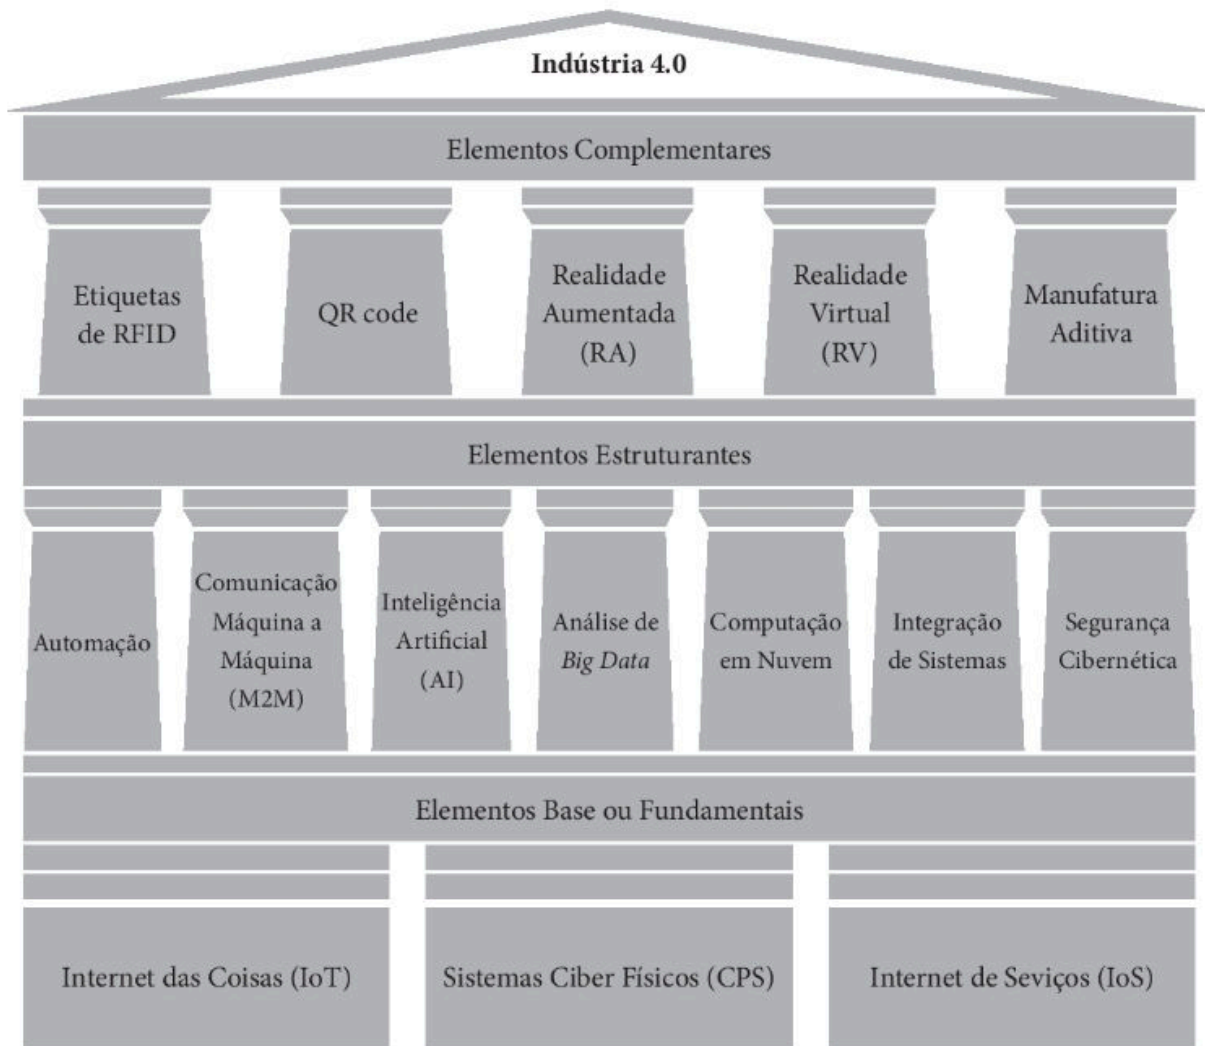 Indústria 4.0
Elementos Complementares
Etiquetas
de RFID
QR code
Realidade
Aumentada
(RA)
Realidade
Virtual
(RV)
Manufatura
Aditiva
Elementos Estruturantes
Automação
Comunicação
Máquina a
Máquina
(M2M)
Inteligência
Artificial
(AI)
Análise de
Big Data
Computação
em Nuvem
Integração
de Sistemas
Segurança
Cibernética
Elementos Base ou Fundamentais
Internet das Coisas (IoT)
Sistemas Ciber Físicos (CPS)
Internet de Seviços (IoS)